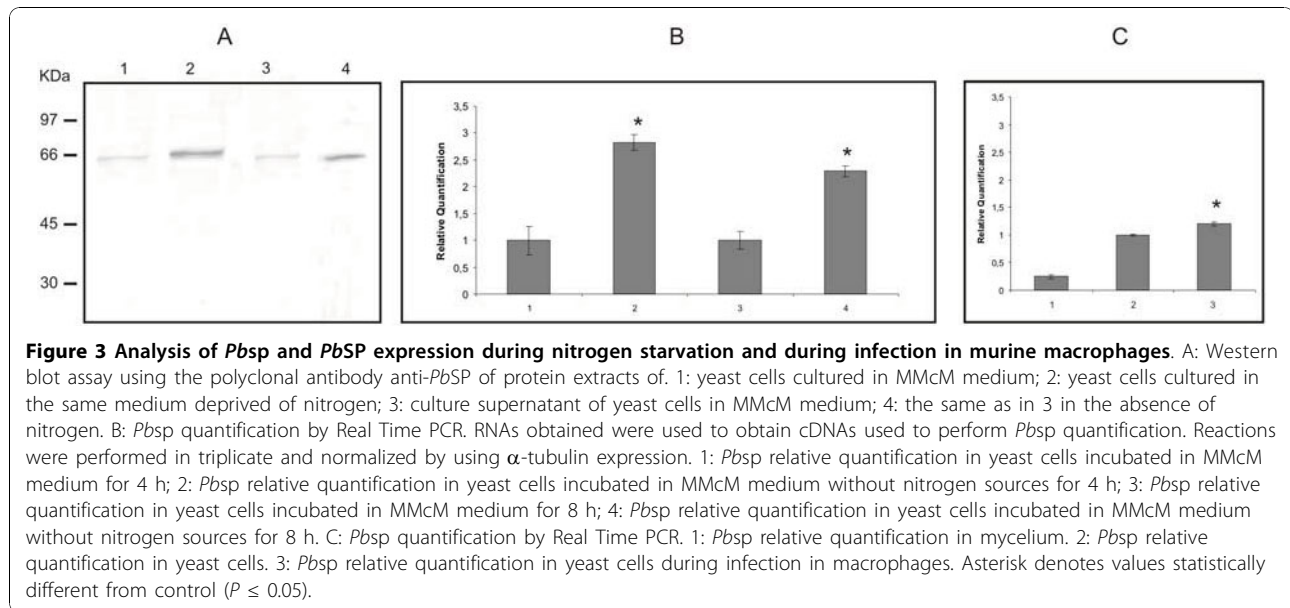 A
B
C
KDa
1 2 3 4
97
66
45
30
Relative Quantification
3,5
3
2,5
2
1,5
1
0,5
0
* *
1 2 3 4
Relative Quantification
3,5
3
2,5
2
1,5
1
0,5
0
*
1 2 3
Figure 3 Analysis of Pbsp and PbSP expression during nitrogen starvation and during infection in murine macrophages. A: Western
blot assay using the polyclonal antibody anti-PbSP of protein extracts of. 1: yeast cells cultured in MMcM medium; 2: yeast cells cultured in
the same medium deprived of nitrogen; 3: culture supernatant of yeast cells in MMcM medium; 4: the same as in 3 in the absence of
nitrogen. B: Pbsp quantification by Real Time PCR. RNAs obtained were used to obtain cDNAs used to perform Pbsp quantification. Reactions
were performed in triplicate and normalized by using α-tubulin expression. 1: Pbsp relative quantification in yeast cells incubated in MMcM
medium for 4 h; 2: Pbsp relative quantification in yeast cells incubated in MMcM medium without nitrogen sources for 4 h; 3: Pbsp relative
quantification in yeast cells incubated in MMcM medium for 8 h; 4: Pbsp relative quantification in yeast cells incubated in MMcM medium
without nitrogen sources for 8 h. C: Pbsp quantification by Real Time PCR. 1: Pbsp relative quantification in mycelium. 2: Pbsp relative
quantification in yeast cells. 3: Pbsp relative quantification in yeast cells during infection in macrophages. Asterisk denotes values statistically
different from control (P ≤ 0.05).